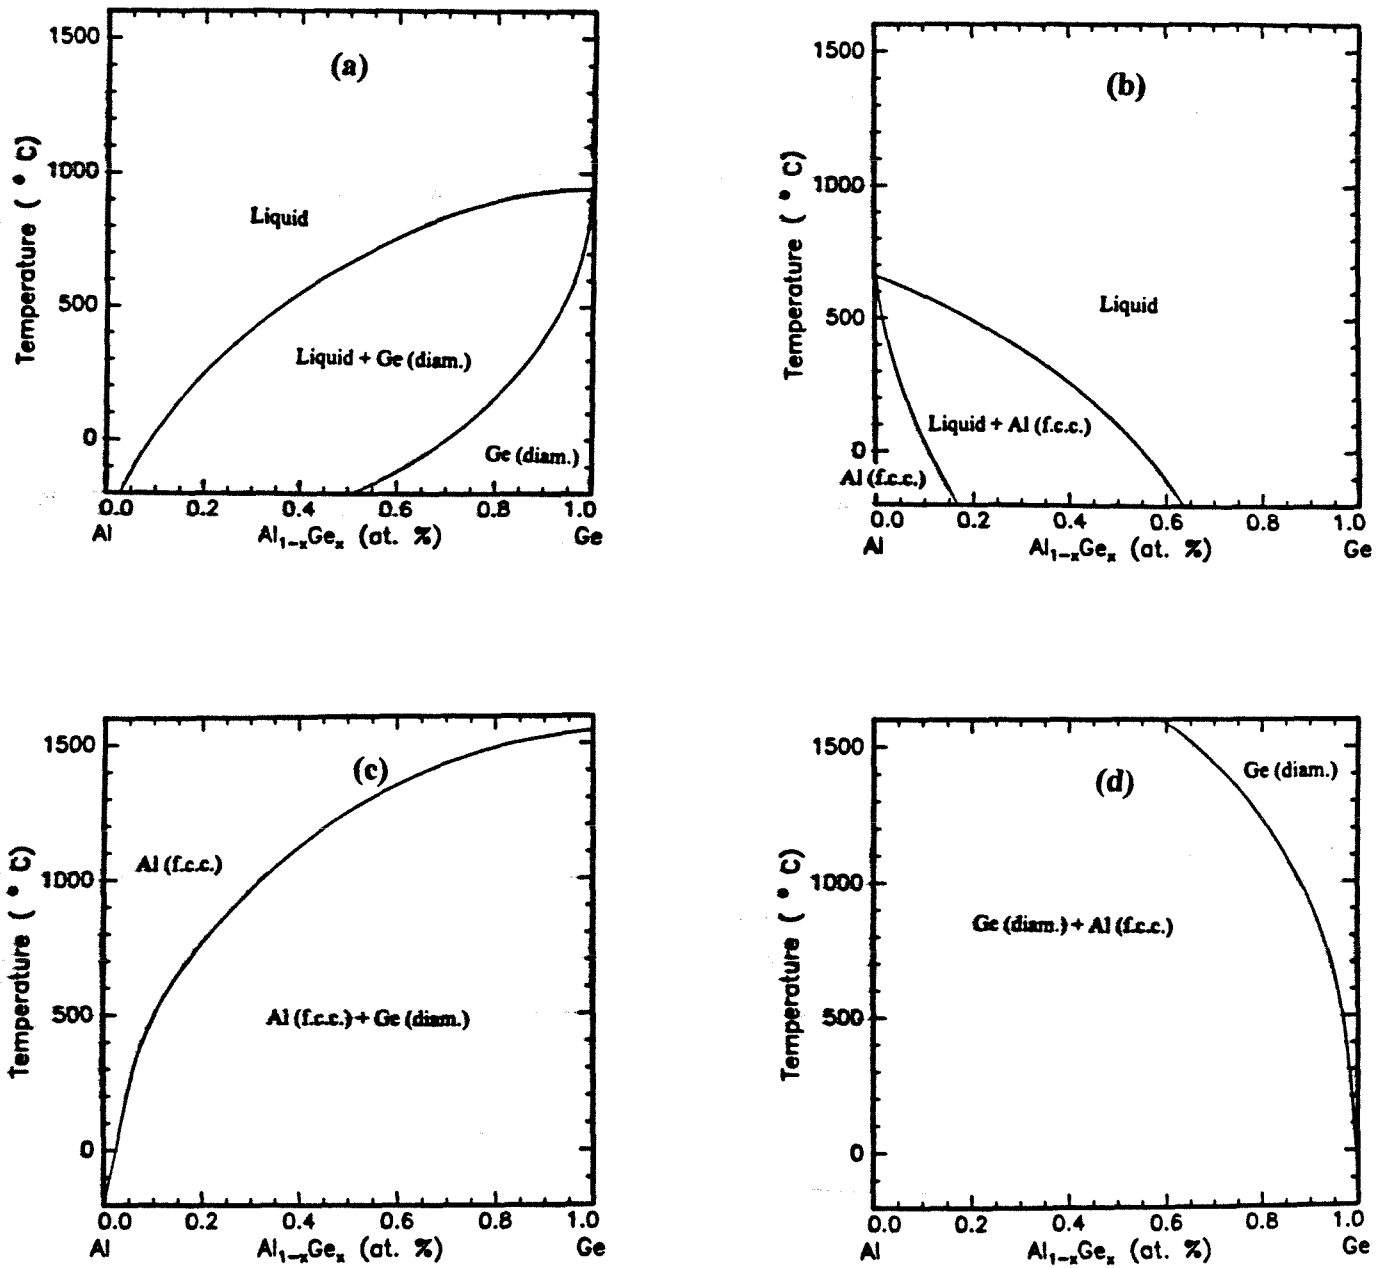 (a)
1500
1000
500
0
Temperature ( ° C)
Liquid
Liquid + Ge (diam.)
Ge (diam.)
0.0 0.2 0.4 0.6 0.8 1.0
Al Al₁₋ₓGeₓ (at. %) Ge
(b)
1500
1000
500
0
Temperature ( ° C)
Liquid
Liquid + Al (f.c.c.)
Al (f.c.c.)
0.0 0.2 0.4 0.6 0.8 1.0
Al Al₁₋ₓGeₓ (at. %) Ge
(c)
1500
1000
500
0
Temperature ( ° C)
Al (f.c.c.)
Al (f.c.c.) + Ge (diam.)
0.0 0.2 0.4 0.6 0.8 1.0
Al Al₁₋ₓGeₓ (at. %) Ge
(d)
1500
1000
500
0
Temperature ( ° C)
Ge (diam.)
Ge (diam.) + Al (f.c.c.)
0.0 0.2 0.4 0.6 0.8 1.0
Al Al₁₋ₓGeₓ (at. %) Ge